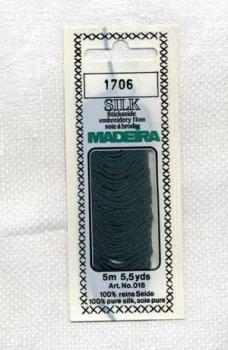 1706
SILK
Stickseide
embroidery floss
soie à broder
MADEIRA
5m 5,5yds
Art. No. 018
100% reine Seide
100% pure silk, soie pure